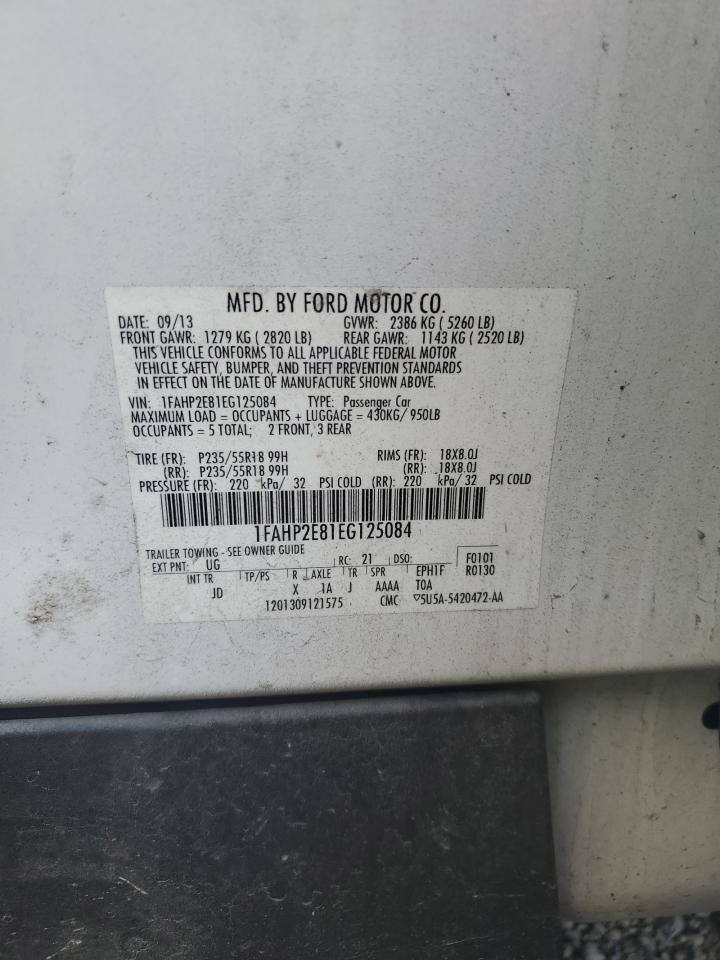 MFD. BY FORD MOTOR CO.
DATE: 09/13 GVWR: 2386 KG ( 5260 LB)
FRONT GAWR: 1279 KG ( 2820 LB) REAR GAWR: 1143 KG ( 2520 LB)
THIS VEHICLE CONFORMS TO ALL APPLICABLE FEDERAL MOTOR
VEHICLE SAFETY, BUMPER, AND THEFT PREVENTION STANDARDS
IN EFFECT ON THE DATE OF MANUFACTURE SHOWN ABOVE.
VIN: 1FAHP2E81EG125084 TYPE: Passenger Car
MAXIMUM LOAD = OCCUPANTS + LUGGAGE = 430KG/ 950LB
OCCUPANTS = 5 TOTAL; 2 FRONT, 3 REAR
TIRE (FR): P235/55R18 99H RIMS (FR): 18X8.0J
(RR): P235/55R18 99H (RR): 18X8.0J
PRESSURE (FR): 220 kPa/ 32 PSI COLD (RR): 220 kPa/ 32 PSI COLD
1FAHP2E81EG125084
TRAILER TOWING - SEE OWNER GUIDE
EXT PNT: UG RC: 21 DSO: F0101
INT TR TP/PS R AXLE TR SPR EPH1F R0130
JD X 1A J AAAA TOA
1201309121575 CMC ▽5U5A-5420472-AA